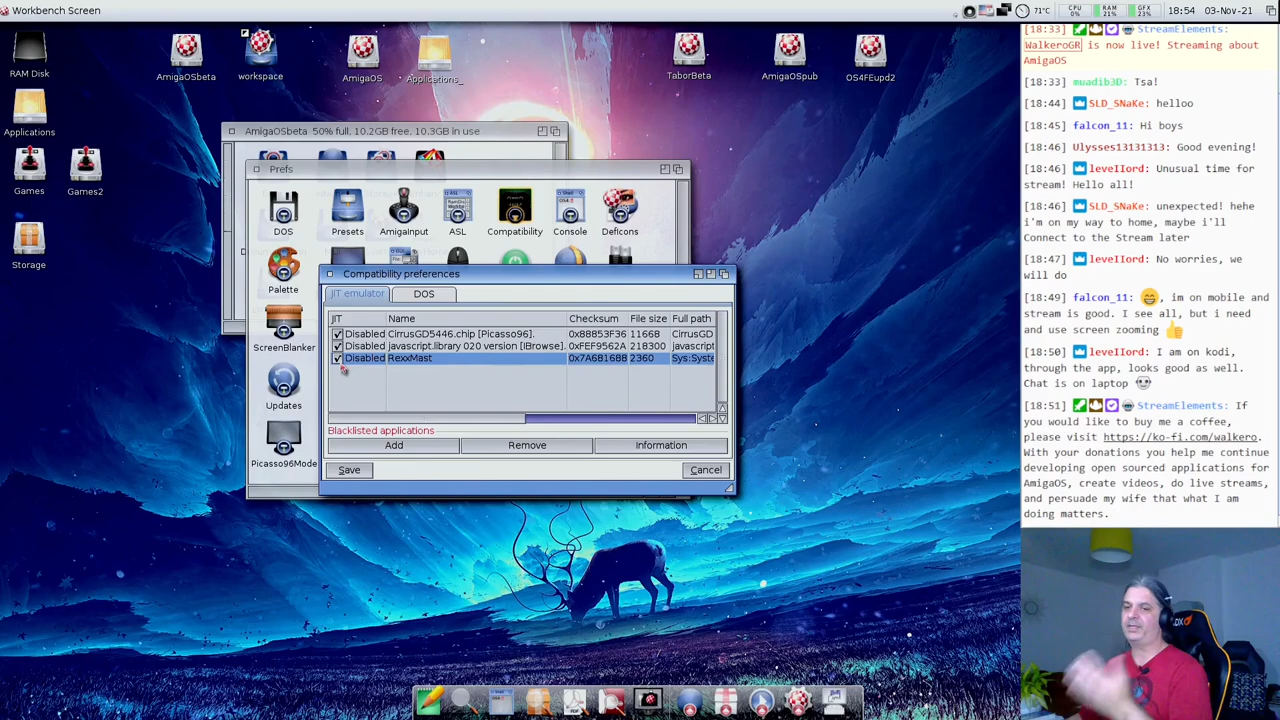 Workbench Screen
71°C
CPU
0%
RAM
21%
GFX
23%
18:54
03-Nov-21
RAM Disk
AmigaOSbeta
workspace
AmigaOS
Applications
TaborBeta
AmigaOSpub
OS4FEupd2
Applications
Games
Games2
Storage
AmigaOSbeta 50% full, 10.2GB free, 10.3GB in use
Prefs
DOS
Presets
AmigaInput
ASL
Compatibility
Console
DefIcons
Palette
ScreenBlanker
Updates
Picasso96Mode
Compatibility preferences
JIT emulator
DOS
JIT
Name
Checksum
File size
Full path
Disabled
CirrusGD5446.chip [Picasso96].
0x88853F36
11668
CirrusGD
Disabled
javascript.library 020 version [IBrowse].
0xFEF9562A
218300
javascript
Disabled
RexxMast
0x7A681688
2360
Sys:Syste
Blacklisted applications
Add
Remove
Information
Save
Cancel
[18:33] StreamElements:
WalkeroGR is now live! Streaming about
AmigaOS
[18:33] muadib3D: Tsa!
[18:44] SLD_SNaKe: helloo
[18:45] falcon_11: Hi boys
[18:46] Ulysses13131313: Good evening!
[18:46] leveIIord: Unusual time for
stream! Hello all!
[18:46] SLD_SNaKe: unexpected! hehe
i'm on my way to home, maybe i'll
Connect to the Stream later
[18:47] leveIIord: No worries, we
will do
[18:49] falcon_11: , im on mobile and
stream is good. I see all, but i need
and use screen zooming
[18:50] leveIIord: I am on kodi,
through the app, looks good as well.
Chat is on laptop
[18:51] StreamElements: If
you would like to buy me a coffee,
please visit https://ko-fi.com/walkero.
With your donations you help me continue
developing open sourced applications for
AmigaOS, create videos, do live streams,
and persuade my wife that what I am
doing matters.